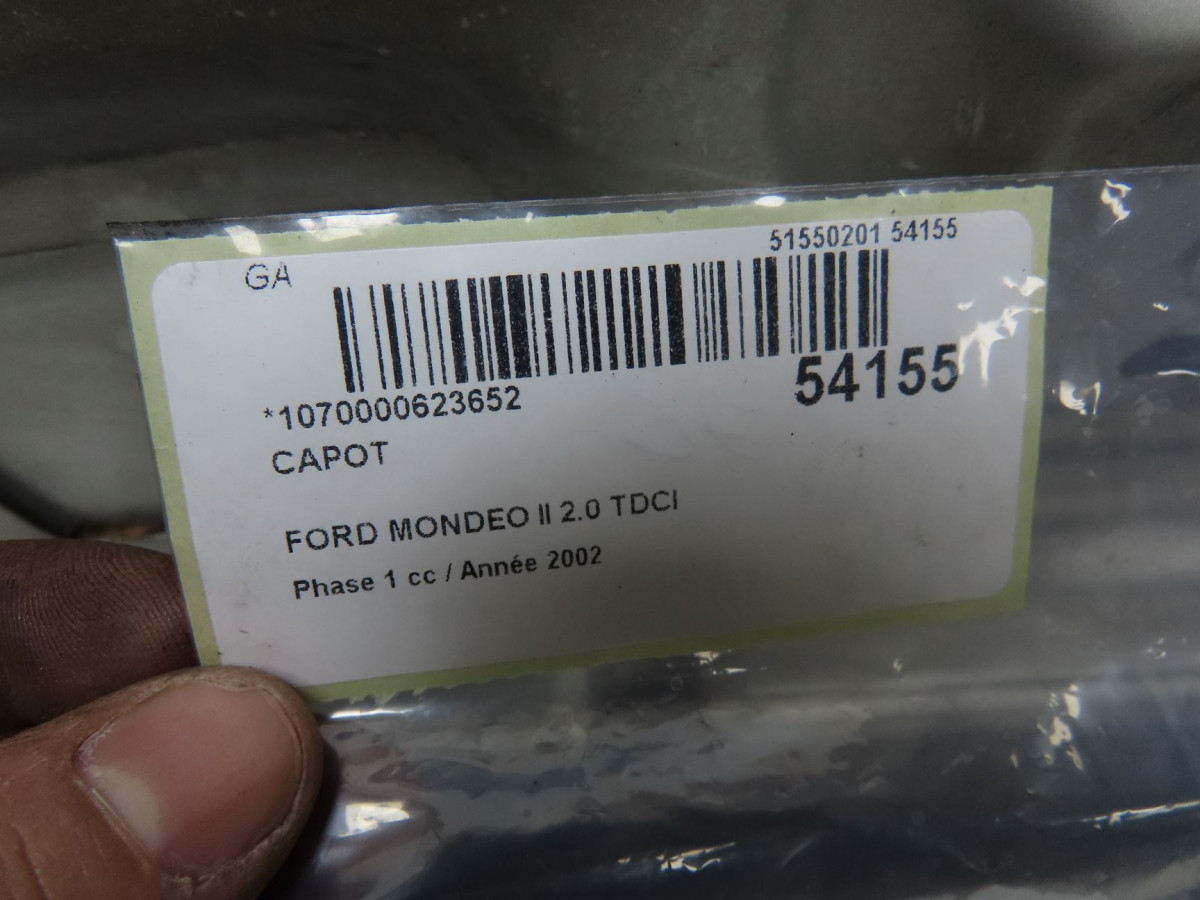 51550201 54155
GA
54155
*1070000623652
CAPOT
FORD MONDEO II 2.0 TDCI
Phase 1 cc / Année 2002